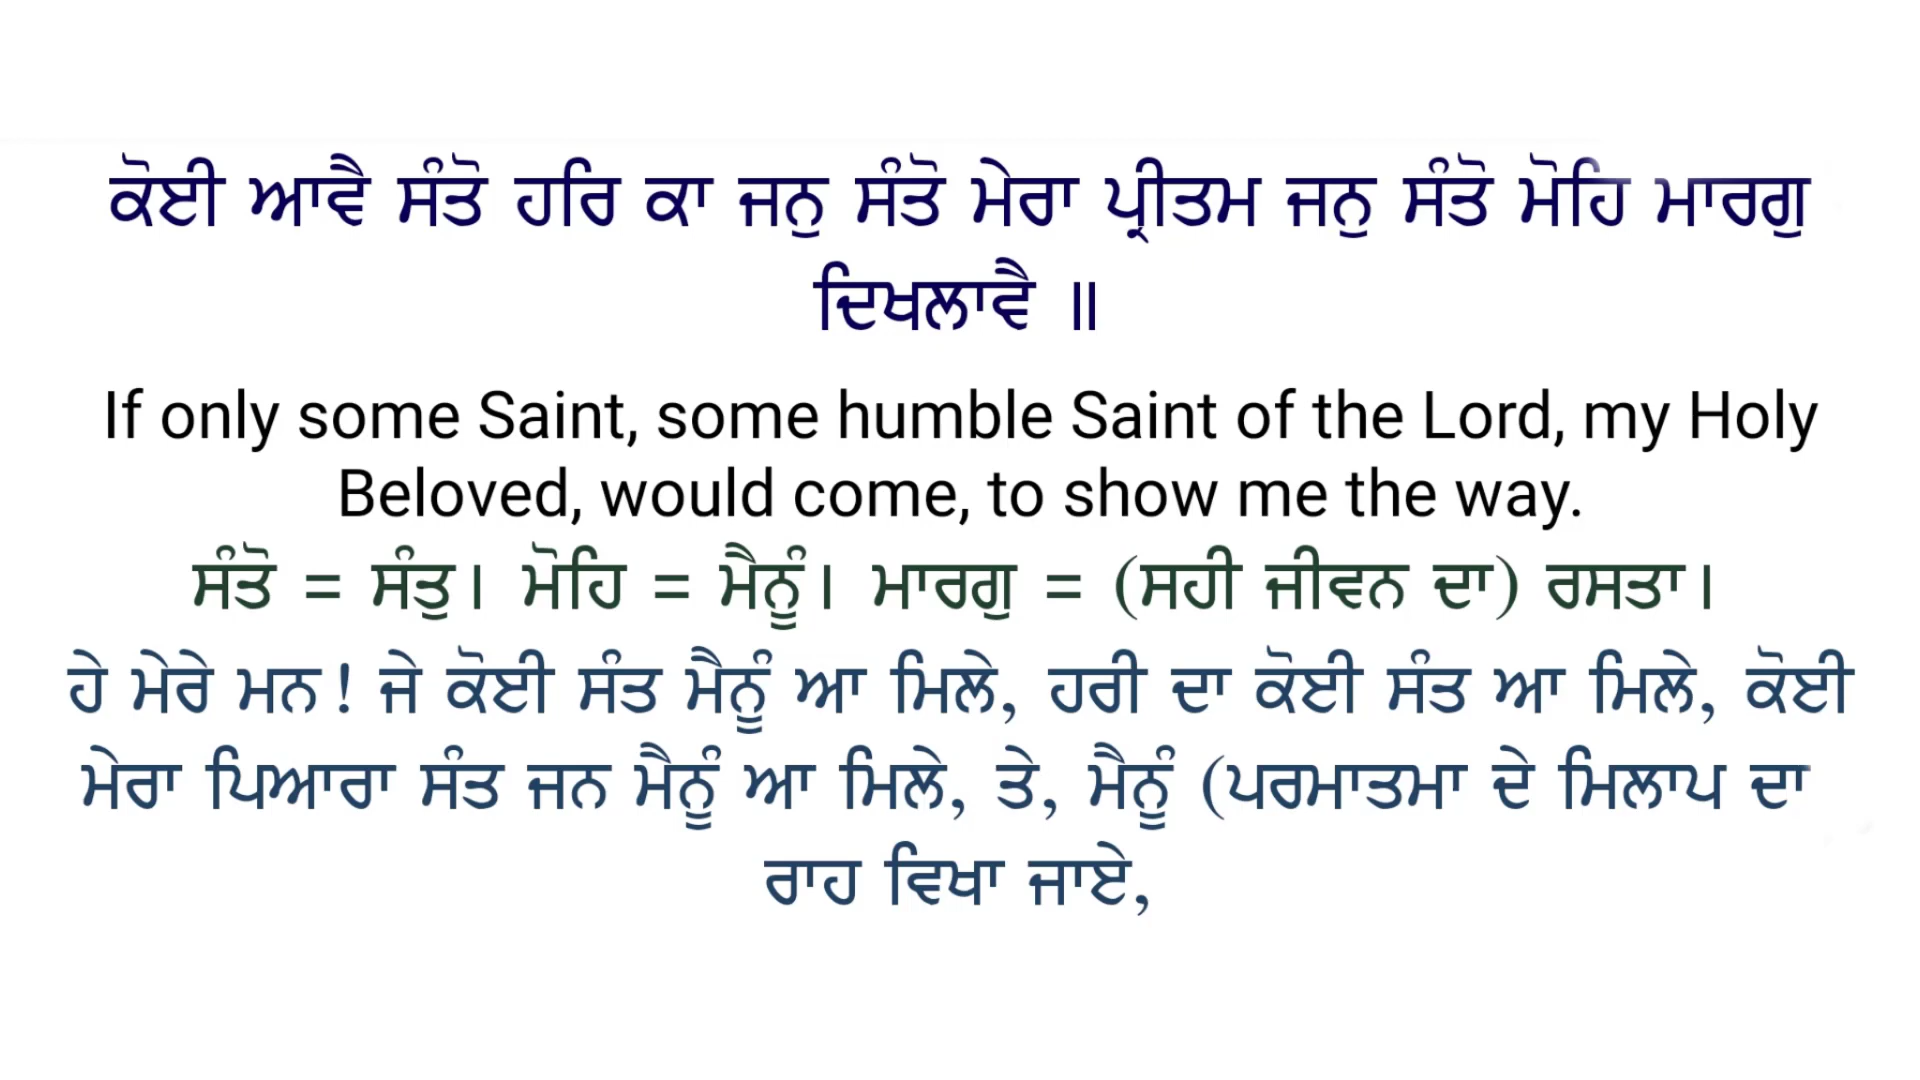 ਕੋਈ ਆਵੈ ਸੰਤੋ ਹਰਿ ਕਾ ਜਨੁ ਸੰਤੋ ਮੇਰਾ ਪ੍ਰੀਤਮ ਜਨੁ ਸੰਤੋ ਮੋਹਿ ਮਾਰਗੁ
ਦਿਖਲਾਵੈ ॥
If only some Saint, some humble Saint of the Lord, my Holy
Beloved, would come, to show me the way.
ਸੰਤੋ = ਸੰਤੁ। ਮੋਹਿ = ਮੈਨੂੰ। ਮਾਰਗੁ = (ਸਹੀ ਜੀਵਨ ਦਾ) ਰਸਤਾ।
ਹੇ ਮੇਰੇ ਮਨ! ਜੇ ਕੋਈ ਸੰਤ ਮੈਨੂੰ ਆ ਮਿਲੇ, ਹਰੀ ਦਾ ਕੋਈ ਸੰਤ ਆ ਮਿਲੇ, ਕੋਈ
ਮੇਰਾ ਪਿਆਰਾ ਸੰਤ ਜਨ ਮੈਨੂੰ ਆ ਮਿਲੇ, ਤੇ, ਮੈਨੂੰ (ਪਰਮਾਤਮਾ ਦੇ ਮਿਲਾਪ ਦਾ
ਰਾਹ ਵਿਖਾ ਜਾਏ,